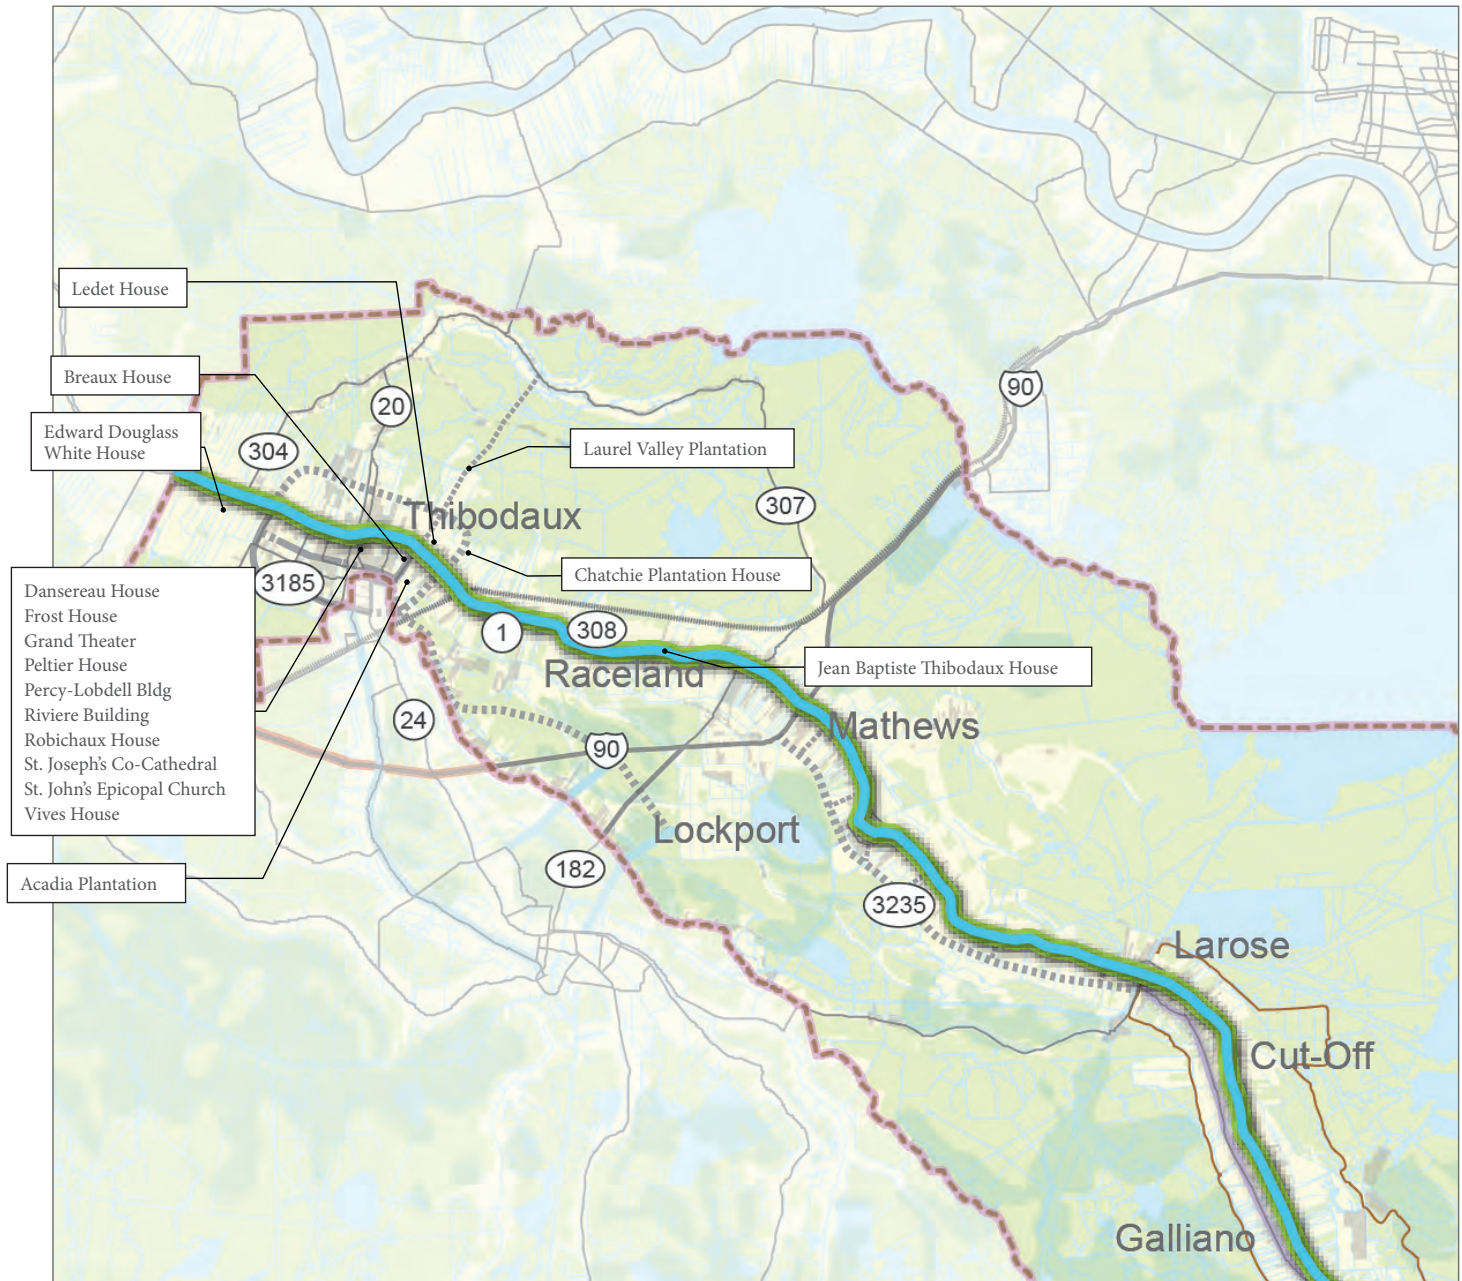 Ledet House
Breaux House
90
20
Edward Douglass
White House
304
Laurel Valley Plantation
307
Thibodaux
Chatchie Plantation House
3185
Dansereau House
Frost House
Grand Theater
Peltier House
Percy-Lobdell Bldg
Riviere Building
Robichaux House
St. Joseph's Co-Cathedral
St. John's Epicopal Church
Vives House
1
308
Raceland
Jean Baptiste Thibodaux House
24
Mathews
90
Lockport
182
Acadia Plantation
3235
Larose
Cut-Off
Galliano